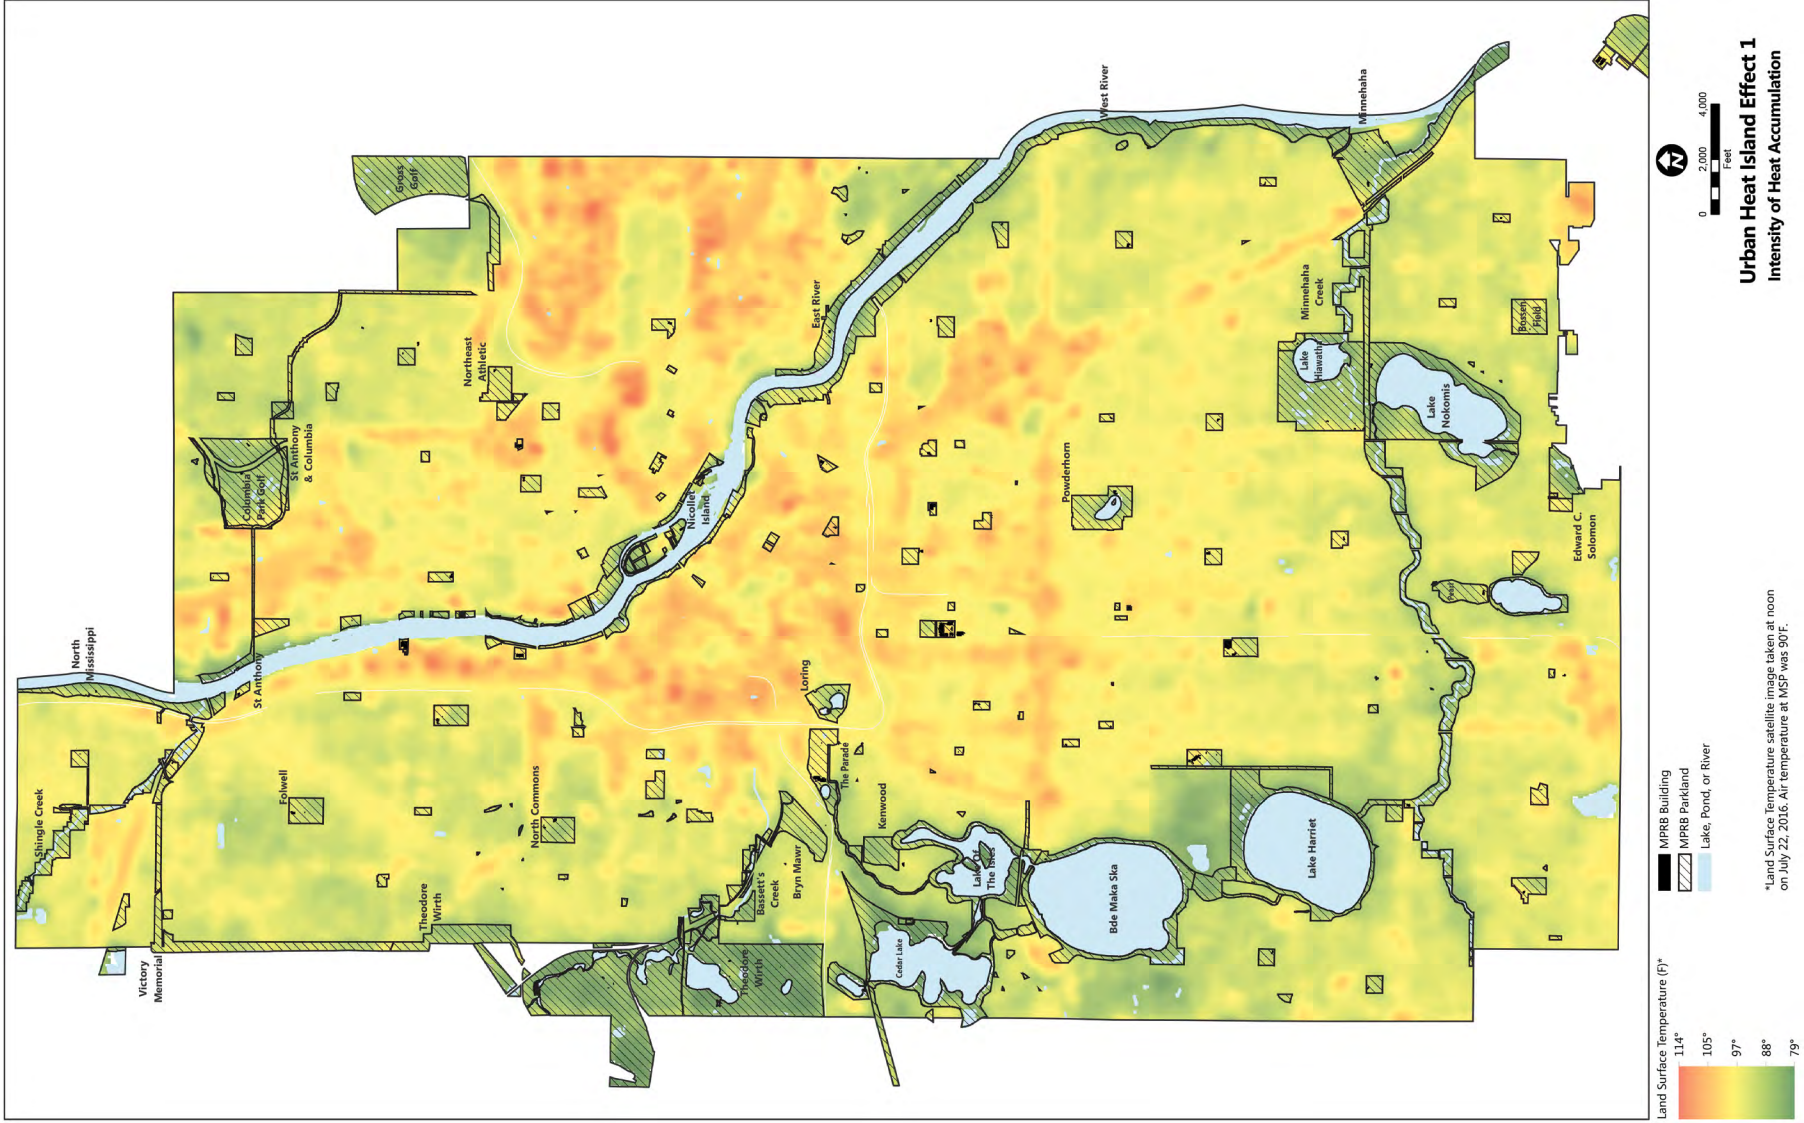 Urban Heat Island Effect 1
Intensity of Heat Accumulation
N
0
2,000
4,000
Feet
MPRB Building
MPRB Parkland
Lake, Pond, or River
*Land Surface Temperature satellite image taken at noon
on July 22, 2016. Air temperature at MSP was 90°F.
Land Surface Temperature (F)*
114°
105°
97°
88°
79°
North
Mississippi
Shingle Creek
Victory
Memorial
St Anthony
Columbia
Park Golf
St Anthony
& Columbia
Gross
Golf
Northeast
Athletic
Folwell
North Commons
Theodore
Wirth
Theodore
Wirth
Bassett's
Creek
Bryn Mawr
Nicollet
Island
East River
Loring
The Parade
Kenwood
Cedar Lake
Lake Of
The Isles
Bde Maka Ska
Lake Harriet
Powderhorn
West River
Minnehaha
Minnehaha
Creek
Lake
Hiawatha
Lake
Nokomis
Bossen
Field
Edward C.
Solomon
Pearl